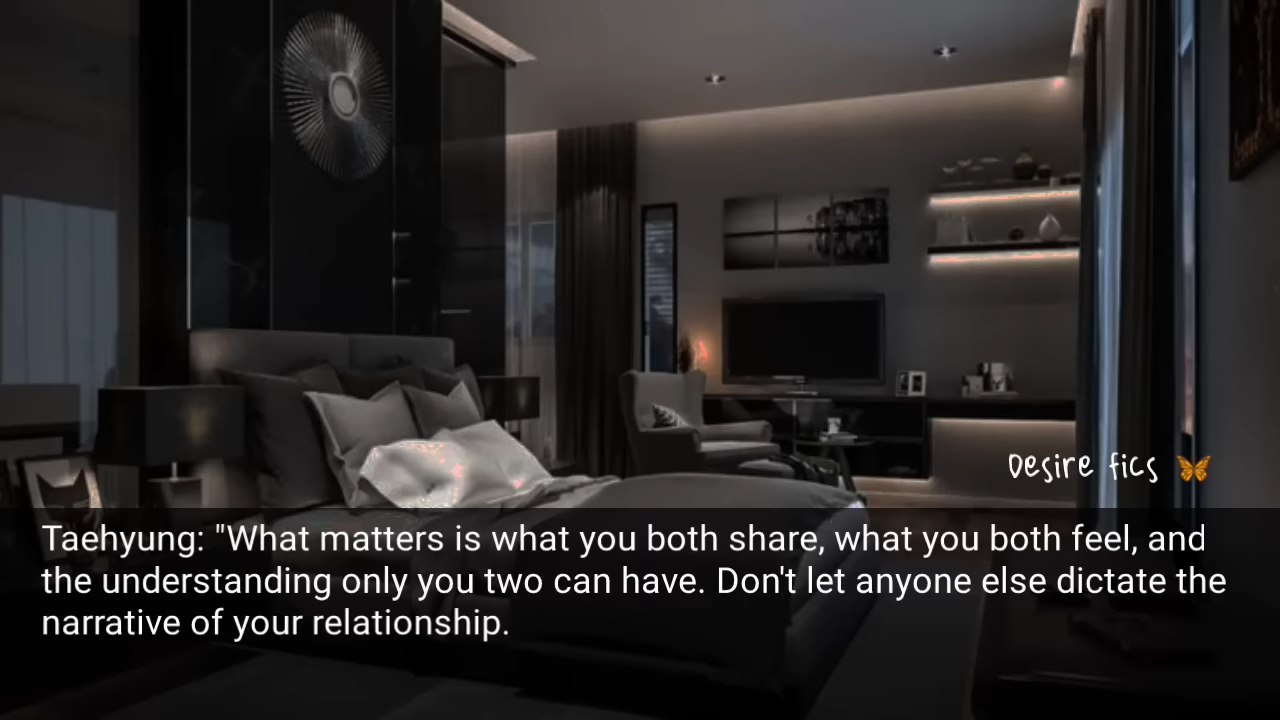 Desire fics 🦋
Taehyung: "What matters is what you both share, what you both feel, and
the understanding only you two can have. Don't let anyone else dictate the
narrative of your relationship.